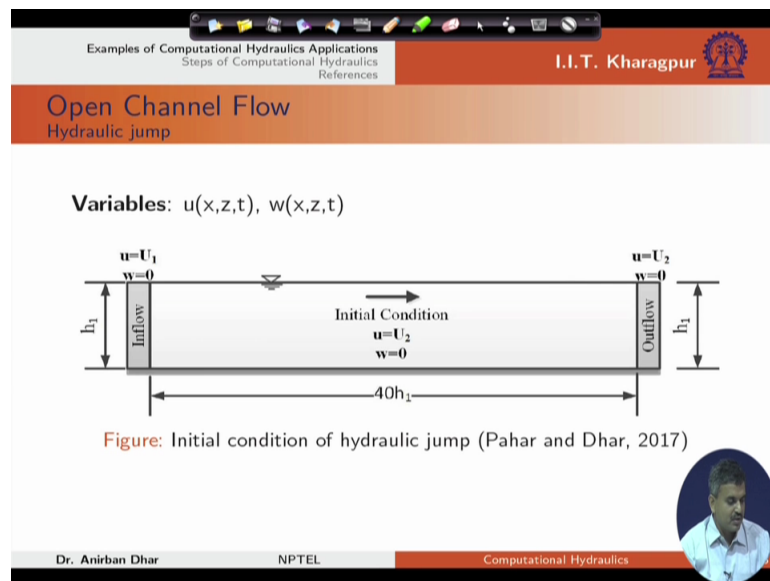 Examples of Computational Hydraulics Applications
Steps of Computational Hydraulics
References
I.I.T. Kharagpur
Open Channel Flow
Hydraulic jump
Variables: u(x,z,t), w(x,z,t)
u=U₁
w=0
u=U₂
w=0
h₁
Inflow
Initial Condition
u=U₂
w=0
Outflow
h₁
40h₁
Figure: Initial condition of hydraulic jump (Pahar and Dhar, 2017)
Dr. Anirban Dhar
NPTEL
Computational Hydraulics